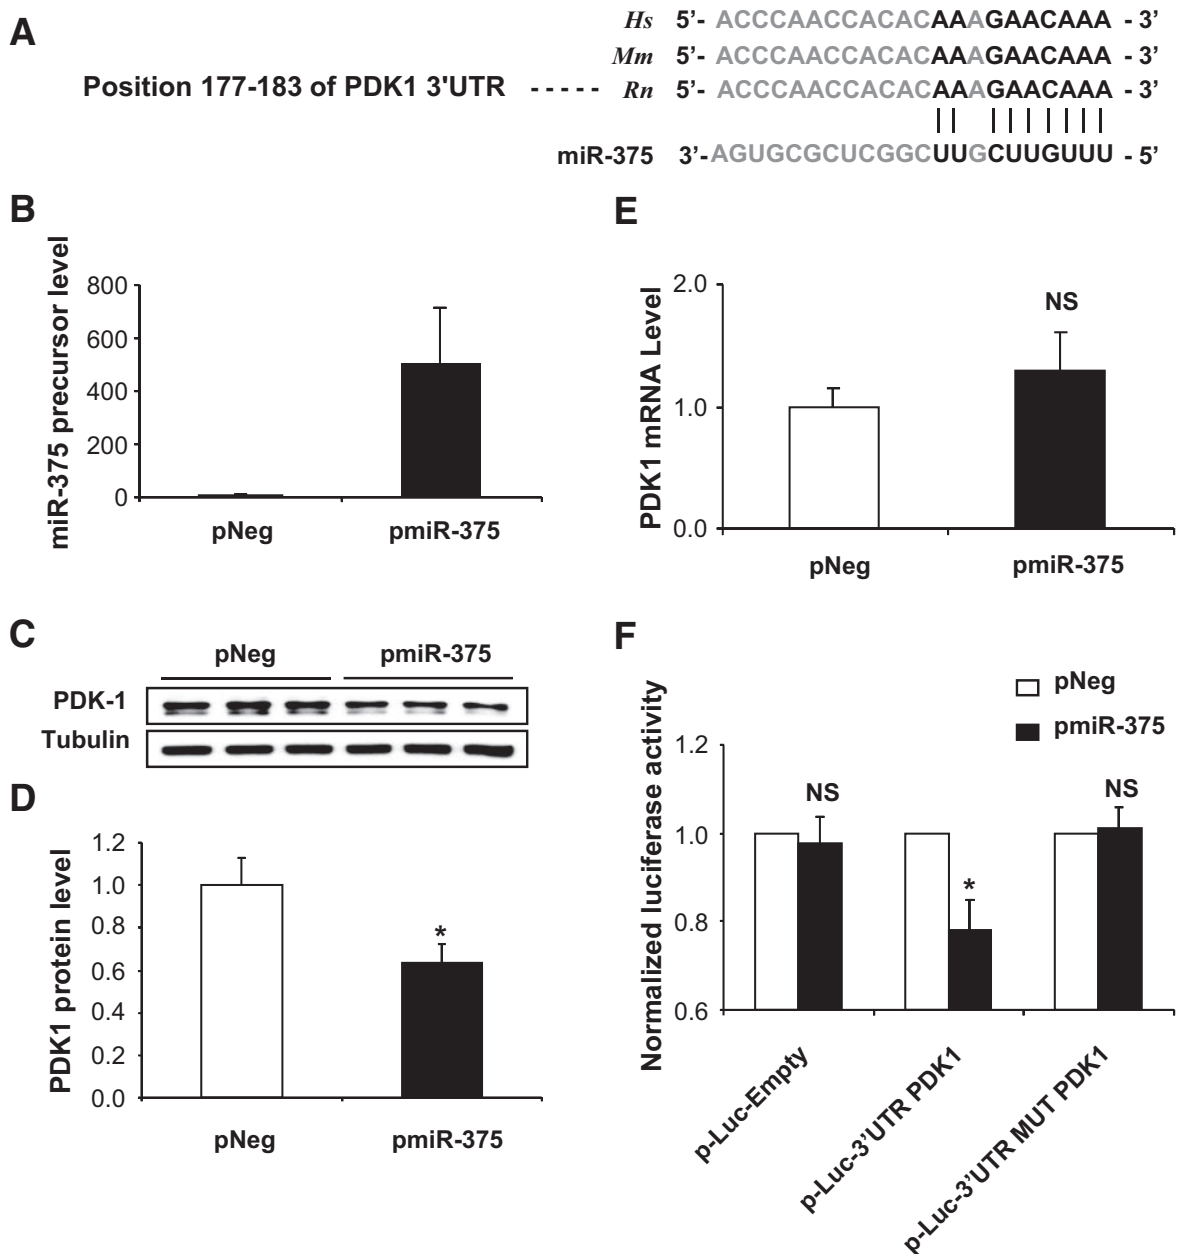 A
Hs 5’- ACCCAACCACACAAAGAACAAA - 3’
Mm 5’- ACCCAACCACACAAAGAACAAA - 3’
Position 177-183 of PDK1 3'UTR ----- Rn 5’- ACCCAACCACACAAAGAACAAA - 3’
miR-375 3’-AGUGCGCUCGGCUUGCUUGUUU - 5’
B
miR-375 precursor level
800
600
400
200
0
pNeg pmiR-375
E
PDK1 mRNA Level
2.0
1.0
0.0
NS
pNeg pmiR-375
C
pNeg pmiR-375
PDK-1
Tubulin
D
PDK1 protein level
1.2
1.0
0.8
0.6
0.4
0.2
0.0
*
pNeg pmiR-375
F
pNeg
pmiR-375
Normalized luciferase activity
1.2
1.0
0.8
0.6
NS
*
NS
p-Luc-Empty
p-Luc-3’UTR PDK1
p-Luc-3’UTR MUT PDK1